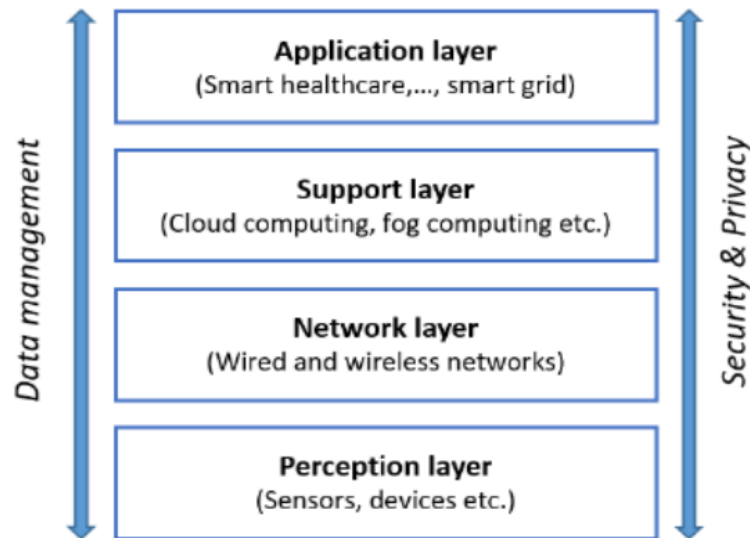 Data management
Application layer
(Smart healthcare,..., smart grid)
Support layer
(Cloud computing, fog computing etc.)
Network layer
(Wired and wireless networks)
Perception layer
(Sensors, devices etc.)
Security & Privacy